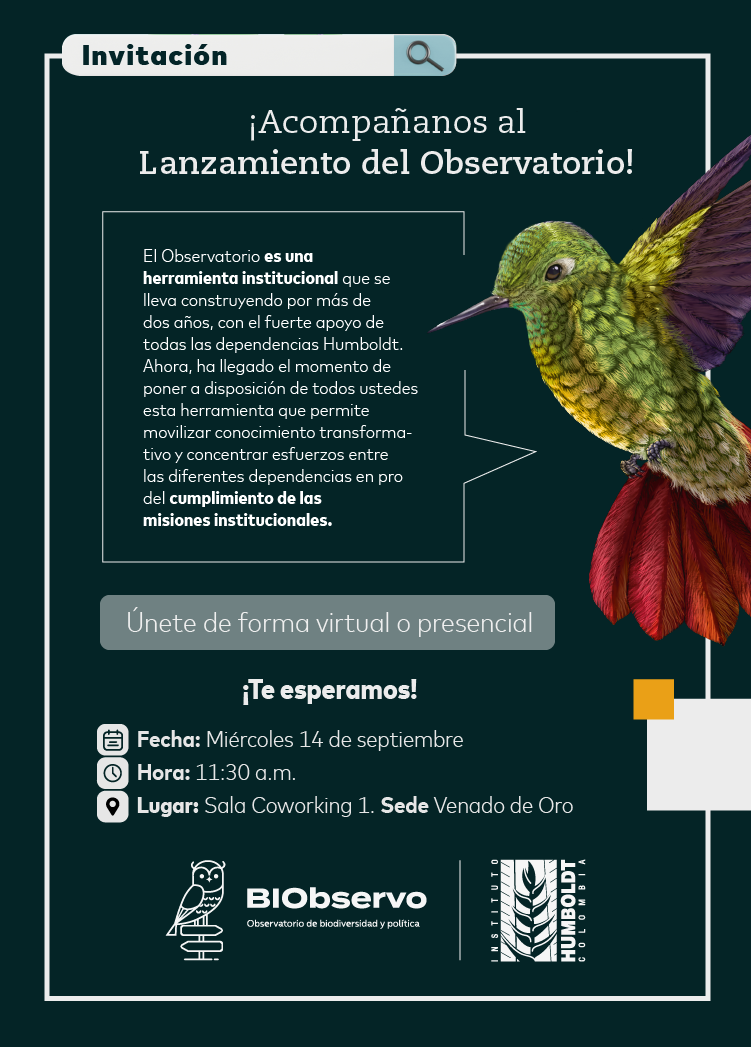 Invitación
¡Acompañanos al
Lanzamiento del Observatorio!
El Observatorio es una
herramienta institucional que se
lleva construyendo por más de
dos años, con el fuerte apoyo de
todas las dependencias Humboldt.
Ahora, ha llegado el momento de
poner a disposición de todos ustedes
esta herramienta que permite
movilizar conocimiento transforma-
tivo y concentrar esfuerzos entre
las diferentes dependencias en pro
del cumplimiento de las
misiones institucionales.
Únete de forma virtual o presencial
¡Te esperamos!
Fecha: Miércoles 14 de septiembre
Hora: 11:30 a.m.
Lugar: Sala Coworking 1. Sede Venado de Oro
BIObservo
Observatorio de biodiversidad y política
INSTITUTO
HUMBOLDT
COLOMBIA